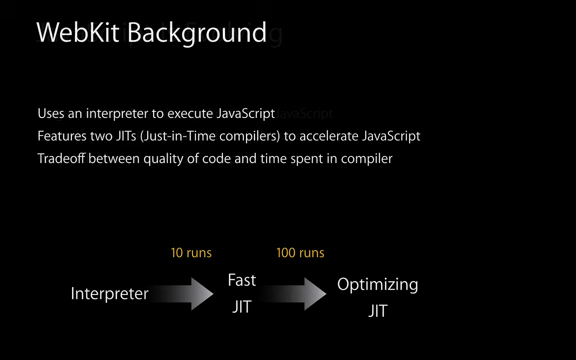 WebKit Background
Uses an interpreter to execute JavaScript
Features two JITs (Just-in-Time compilers) to accelerate JavaScript
Tradeoff between quality of code and time spent in compiler
10 runs
100 runs
Interpreter
Fast
JIT
Optimizing
JIT